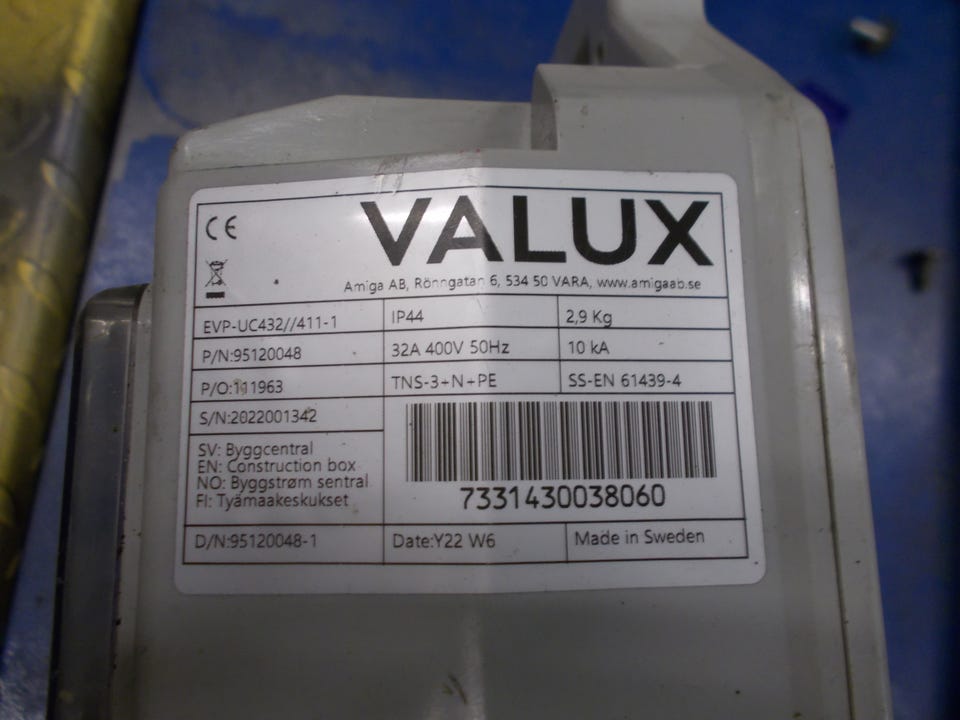 CE
VALUX
Amiga AB, Rönngatan 6, 534 50 VARA, www.amigaab.se
EVP-UC432//411-1 IP44 2,9 Kg
P/N:95120048 32A 400V 50Hz 10 kA
P/O:111963 TNS-3+N+PE SS-EN 61439-4
S/N:2022001342
SV: Byggcentral
EN: Construction box
NO: Byggstrøm sentral
FI: Tyämaakeskukset
7331430038060
D/N:95120048-1 Date:Y22 W6 Made in Sweden